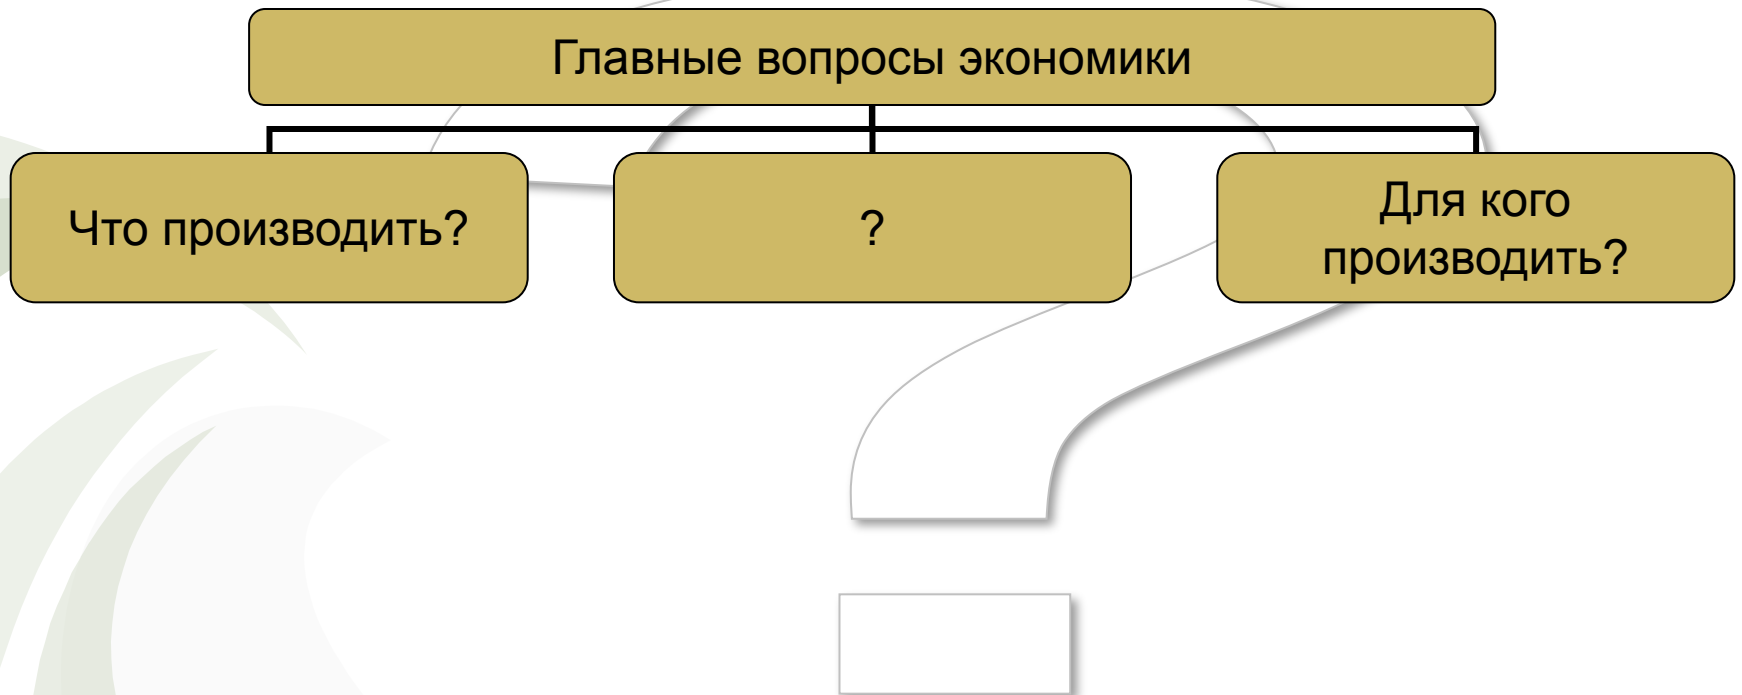 Главные вопросы экономики
Что производить?
?
Для кого
производить?